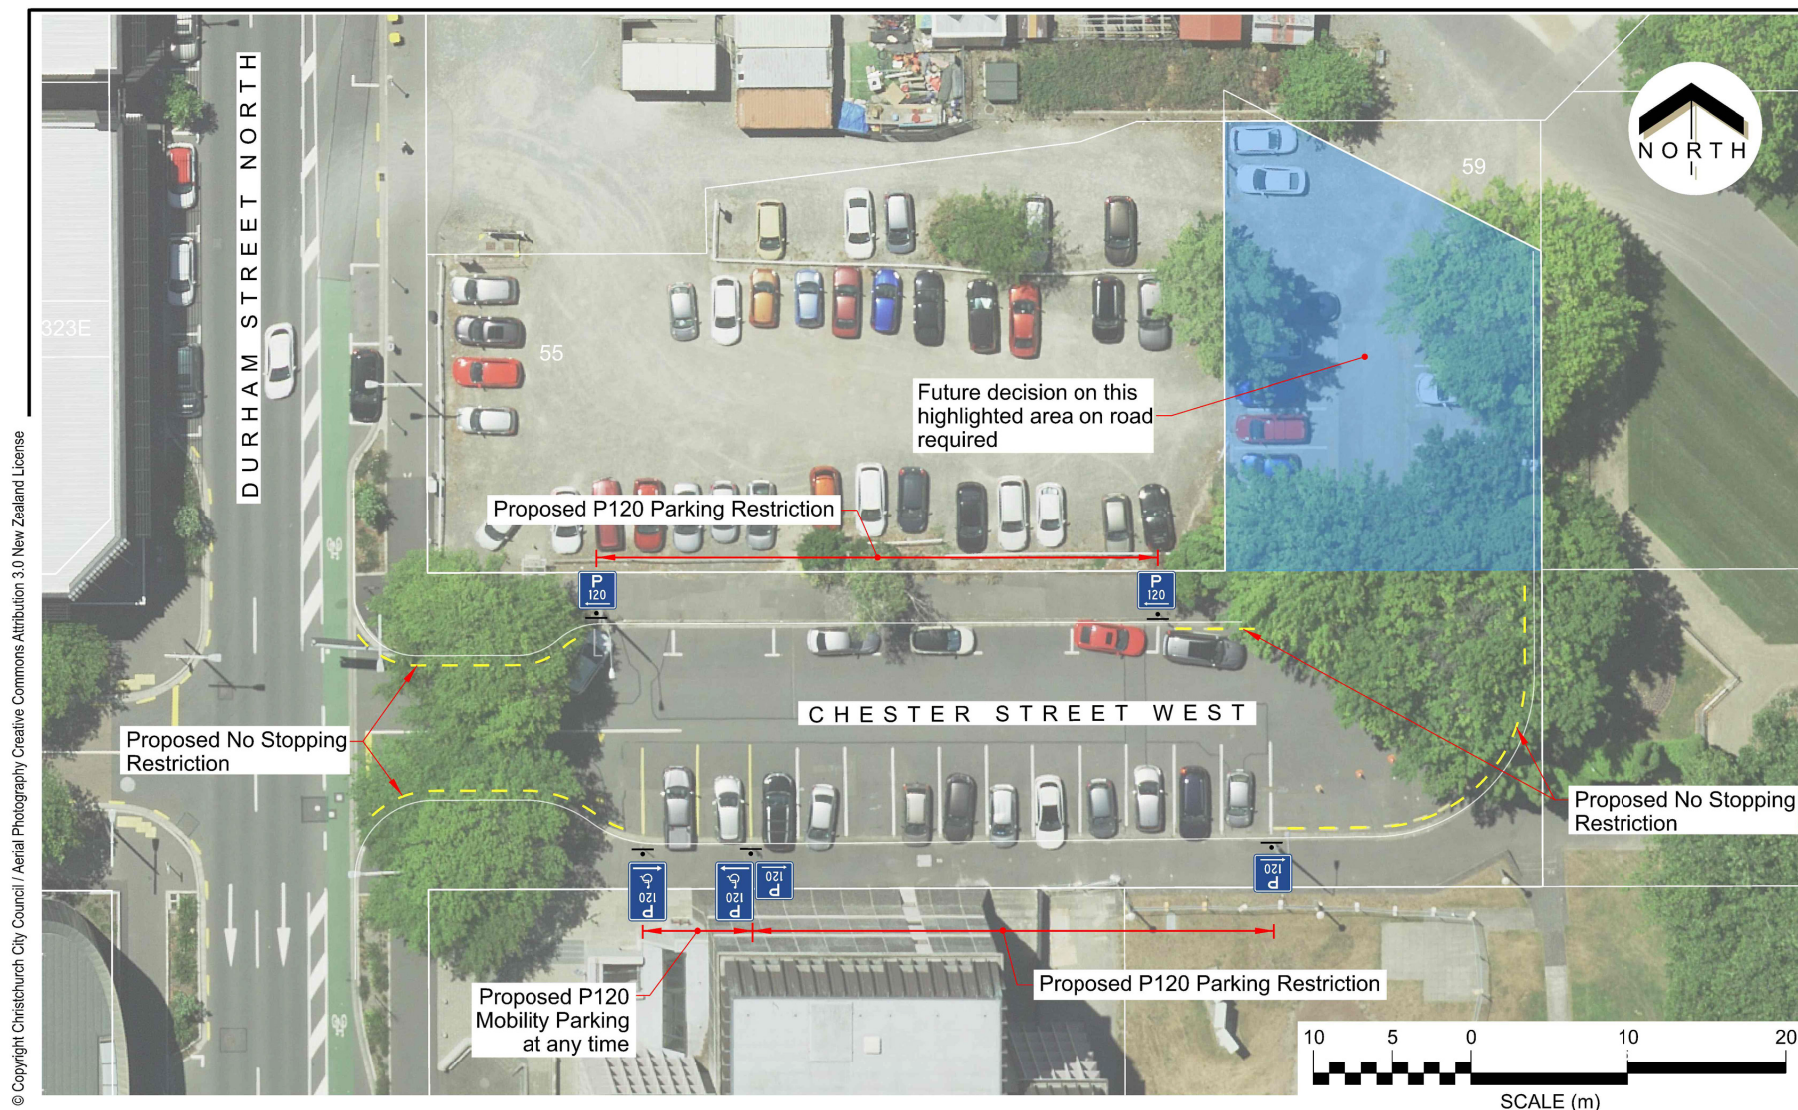 DURHAM STREET NORTH
NORTH
59
323E
55
Future decision on this
highlighted area on road
required
Proposed P120 Parking Restriction
P
120
P
120
CHESTER STREET WEST
Proposed No Stopping
Restriction
Proposed No Stopping
Restriction
P
120
P
120
P
120
P
120
Proposed P120
Mobility Parking
at any time
Proposed P120 Parking Restriction
10 5 0 10 20
SCALE (m)
© Copyright Christchurch City Council / Aerial Photography Creative Commons Attribution 3.0 New Zealand License